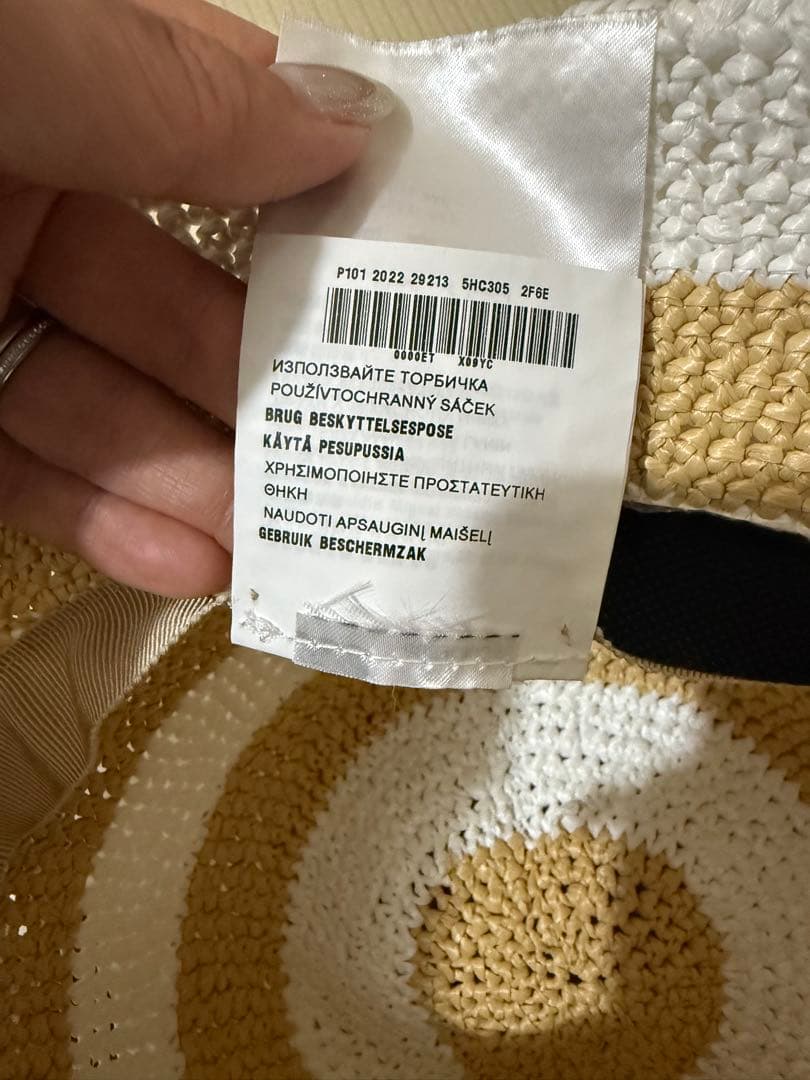 P101 2022 29213 5HC305 2F6E
0000ET X09YC
ИЗПОЛЗВАЙТЕ ТОРБИЧКА
POUŽÍVTOCHRANNÝ SÁČEK
BRUG BESKYTTELSESPOSE
KÄYTÄ PESUPUSSIA
ΧΡΗΣΙΜΟΠΟΙΗΣΤΕ ΠΡΟΣΤΑΤΕΥΤΙΚΗ
ΘΗΚΗ
NAUDOTI APSAUGINĮ MAIŠELĮ
GEBRUIK BESCHERMZAK